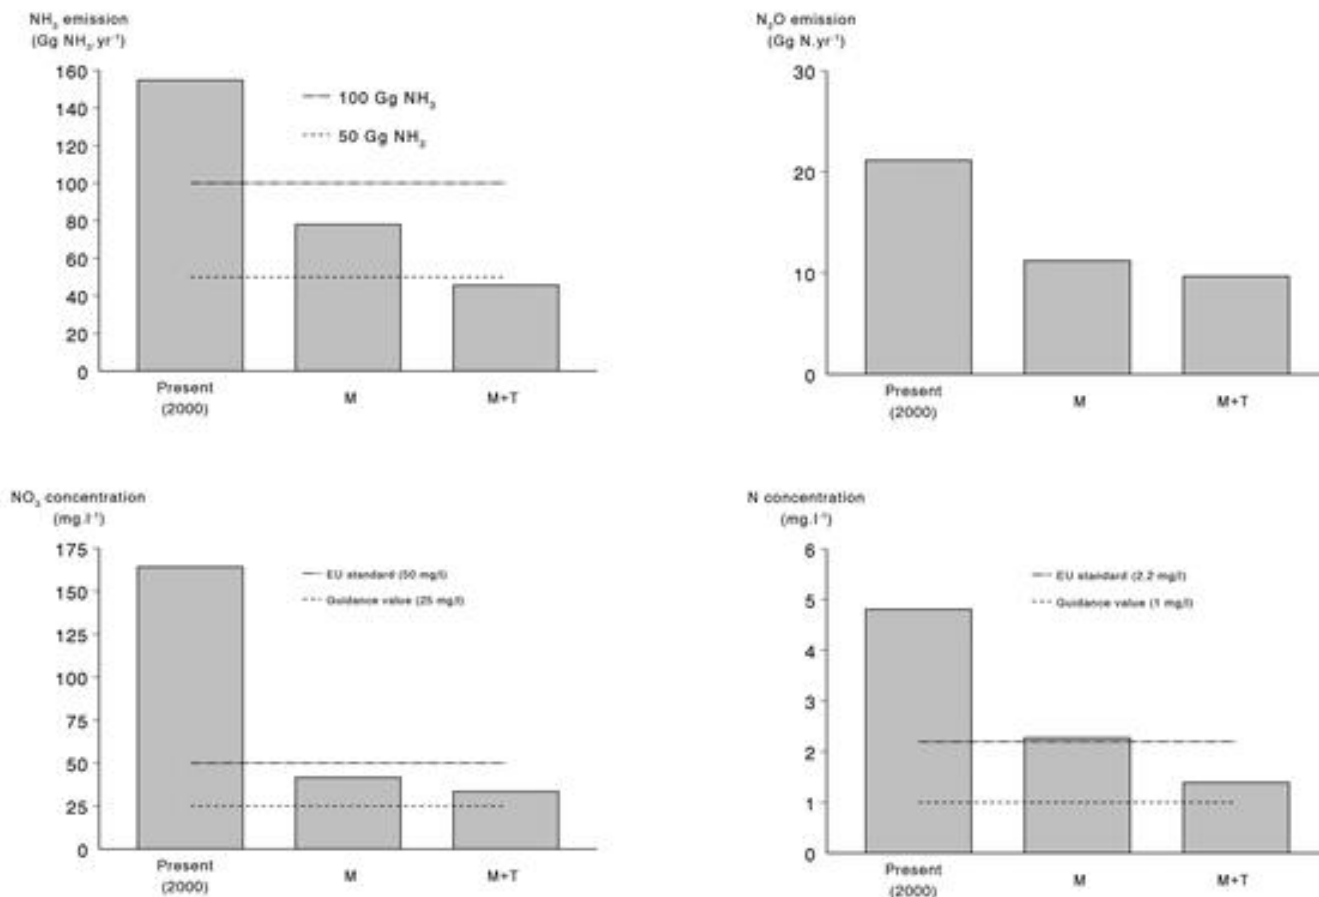 NH₃ emission
(Gg NH₃.yr⁻¹)
160
140
120
100
80
60
40
20
0
100 Gg NH₃
50 Gg NH₃
Present
(2000)
M
M+T
N₂O emission
(Gg N.yr⁻¹)
30
20
10
0
Present
(2000)
M
M+T
NO₃ concentration
(mg.l⁻¹)
175
150
125
100
75
50
25
0
EU standard (50 mg/l)
Guidance value (25 mg/l)
Present
(2000)
M
M+T
N concentration
(mg.l⁻¹)
6
5
4
3
2
1
0
EU standard (2.2 mg/l)
Guidance value (1 mg/l)
Present
(2000)
M
M+T